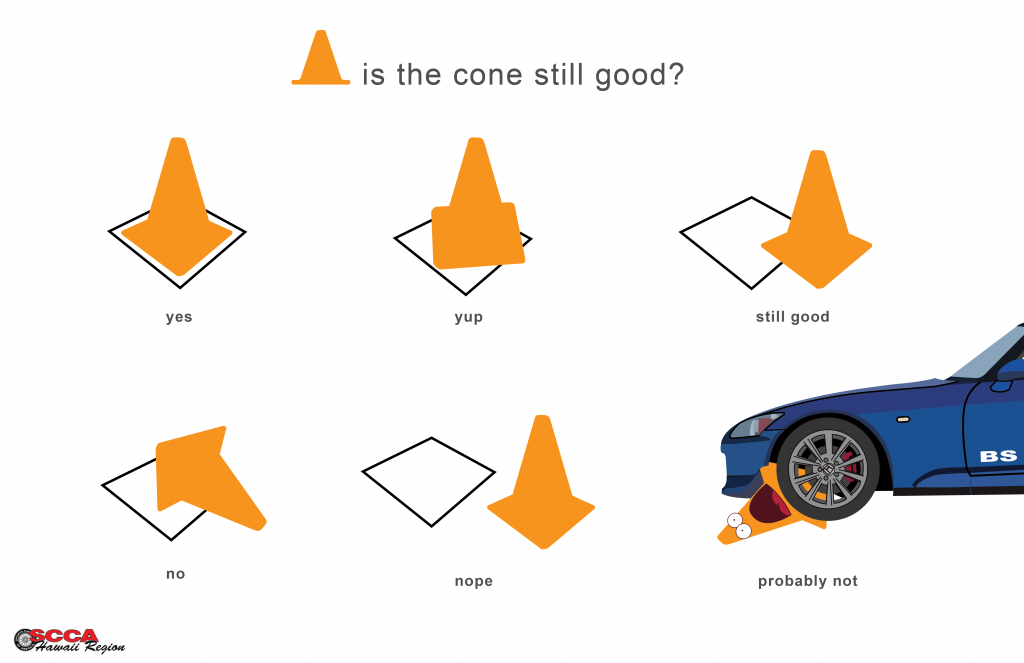 is the cone still good?
yes
yup
still good
BS
no
nope
probably not
SCCA
Hawaii Region